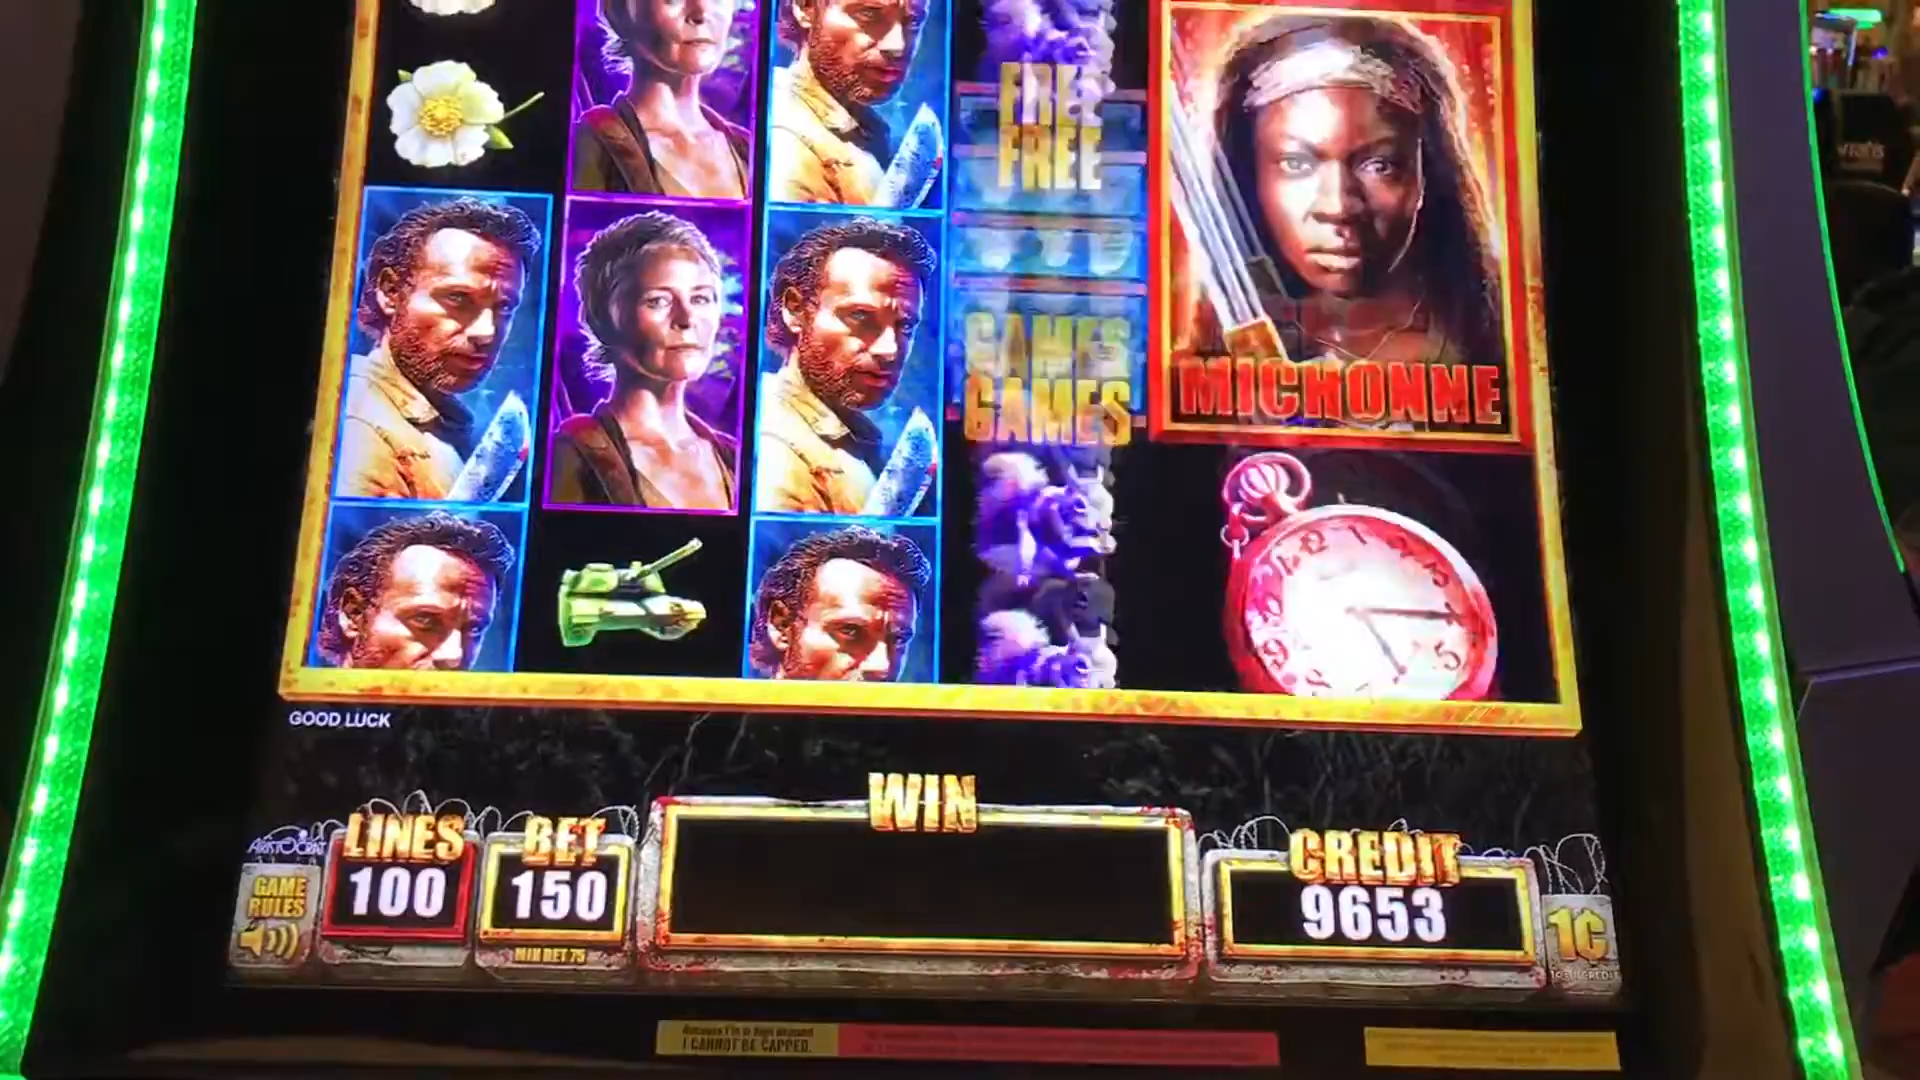 FREE
FREE
GAMES
GAMES
MICHONNE
GOOD LUCK
WIN
ARISTOCRAT
LINES
BET
CREDIT
100
150
9653
GAME
RULES
1¢
MIN BET 75
I CANNOT BE CAPPED.